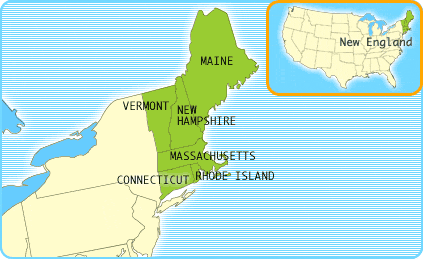 New England
MAINE
VERMONT
NEW
HAMPSHIRE
MASSACHUSETTS
CONNECTICUT
RHODE ISLAND